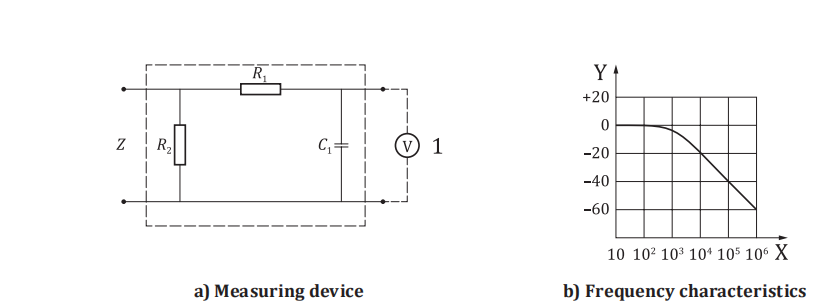 R₁
Z
R₂
C₁
V
1
a) Measuring device
Y
+20
0
−20
−40
−60
10 10² 10³ 10⁴ 10⁵ 10⁶ X
b) Frequency characteristics